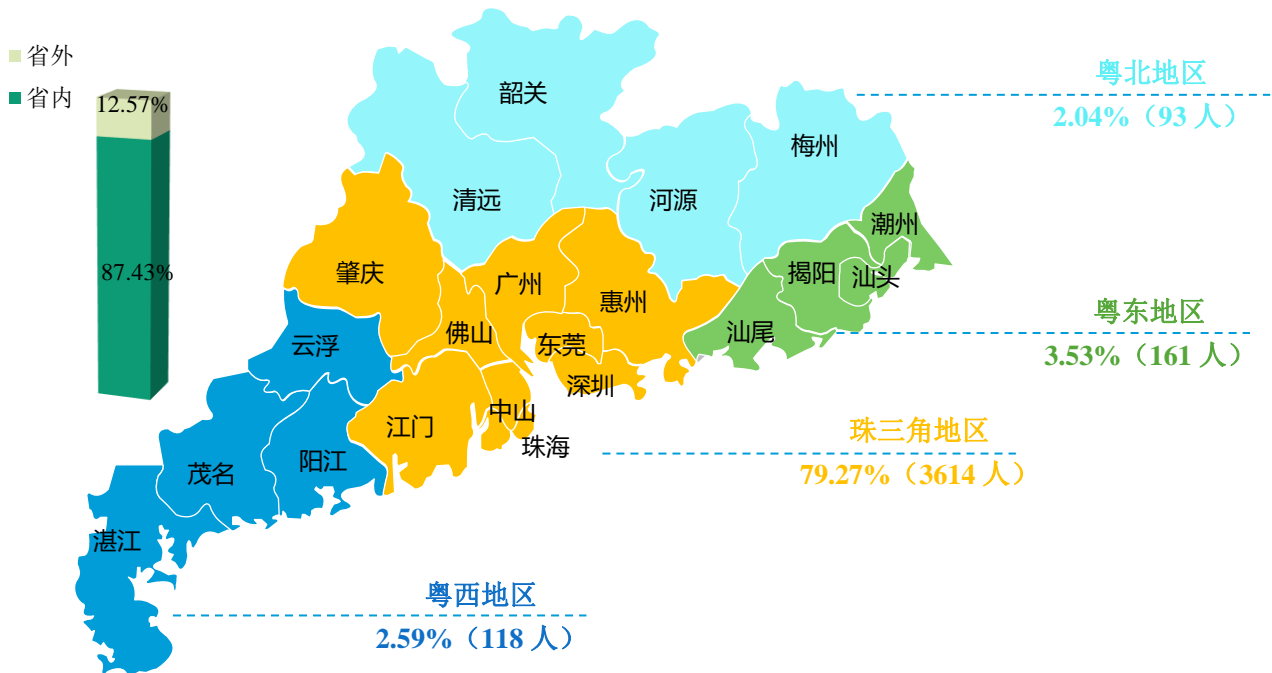 省外
省内
12.57%
87.43%
韶关
清远
河源
梅州
潮州
揭阳
汕头
汕尾
肇庆
广州
惠州
佛山
东莞
深圳
云浮
江门
中山
珠海
阳江
茂名
湛江
粤北地区
2.04%（93 人）
粤东地区
3.53%（161 人）
珠三角地区
79.27%（3614 人）
粤西地区
2.59%（118 人）